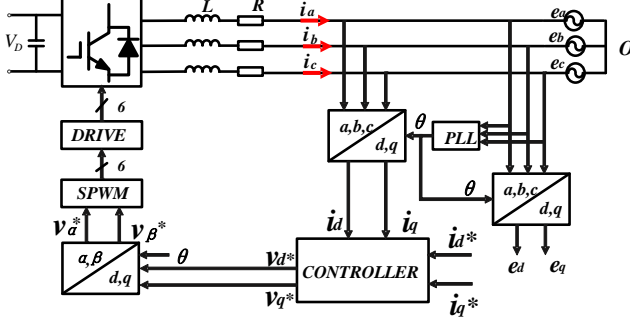 L R i_a e_a
V_D i_b e_b O
i_c e_c
6
DRIVE a,b,c θ PLL
d,q
6
SPWM θ a,b,c
d,q
v_α* v_β* i_d i_q i_d*
α,β θ v_d* CONTROLLER e_d e_q
d,q v_q* i_q*